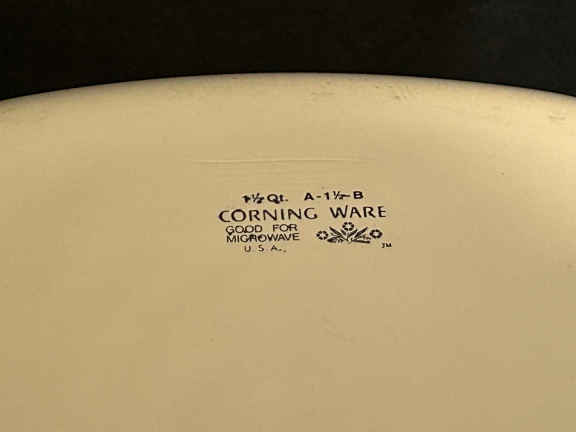 1½ Qt. A-1½-B
CORNING WARE
GOOD FOR
MICROWAVE
U.S.A.,
TM